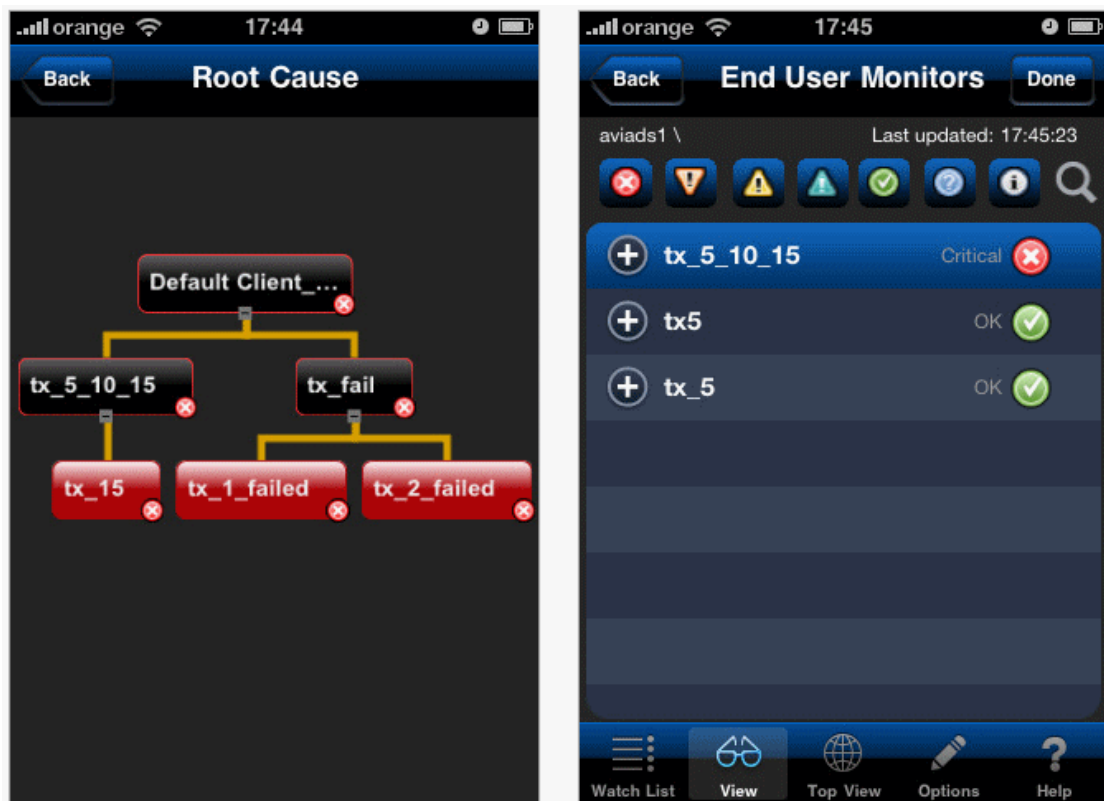 orange 17:44
Back Root Cause
Default Client_...
tx_5_10_15 tx_fail
tx_15 tx_1_failed tx_2_failed
orange 17:45
Back End User Monitors Done
aviads1 \ Last updated: 17:45:23
tx_5_10_15 Critical
tx5 OK
tx_5 OK
Watch List View Top View Options Help